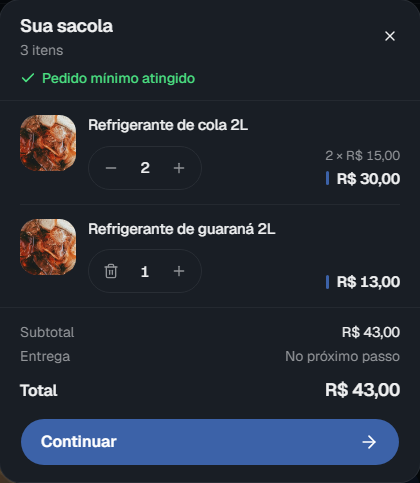 Sua sacola
3 itens
Pedido mínimo atingido
Refrigerante de cola 2L
2
2 × R$ 15,00
R$ 30,00
Refrigerante de guaraná 2L
1
R$ 13,00
Subtotal R$ 43,00
Entrega No próximo passo
Total R$ 43,00
Continuar